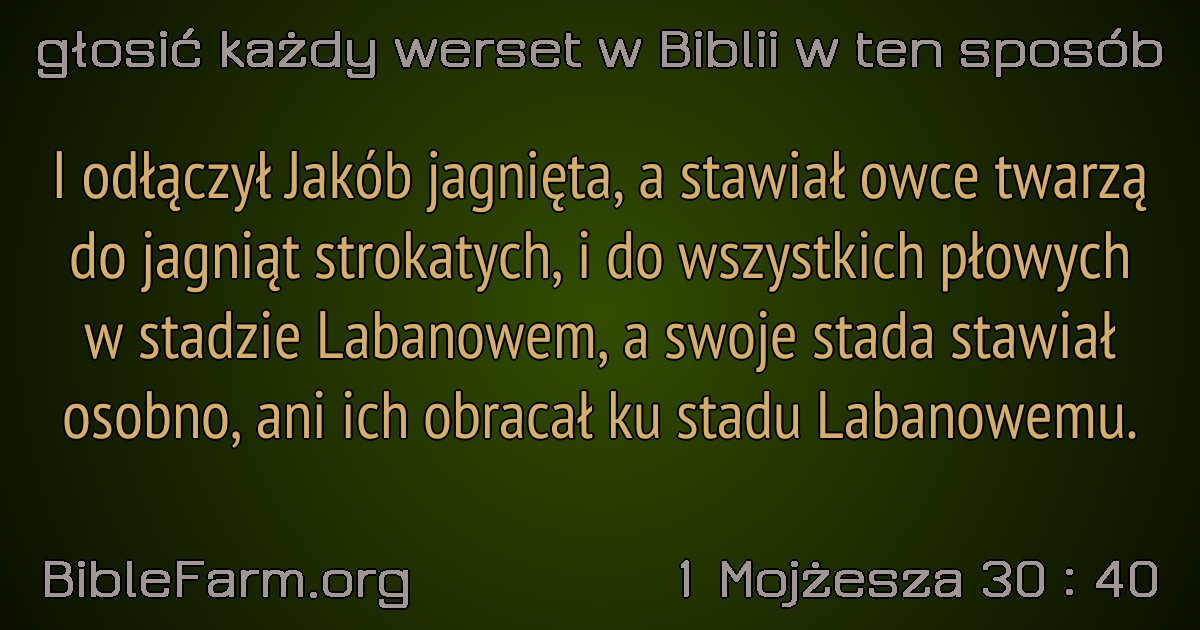 głosić każdy werset w Biblii w ten sposób
I odłączył Jakób jagnięta, a stawiał owce twarzą
do jagniąt strokatych, i do wszystkich płowych
w stadzie Labanowem, a swoje stada stawiał
osobno, ani ich obracał ku stadu Labanowemu.
BibleFarm.org
1 Mojżesza 30 : 40